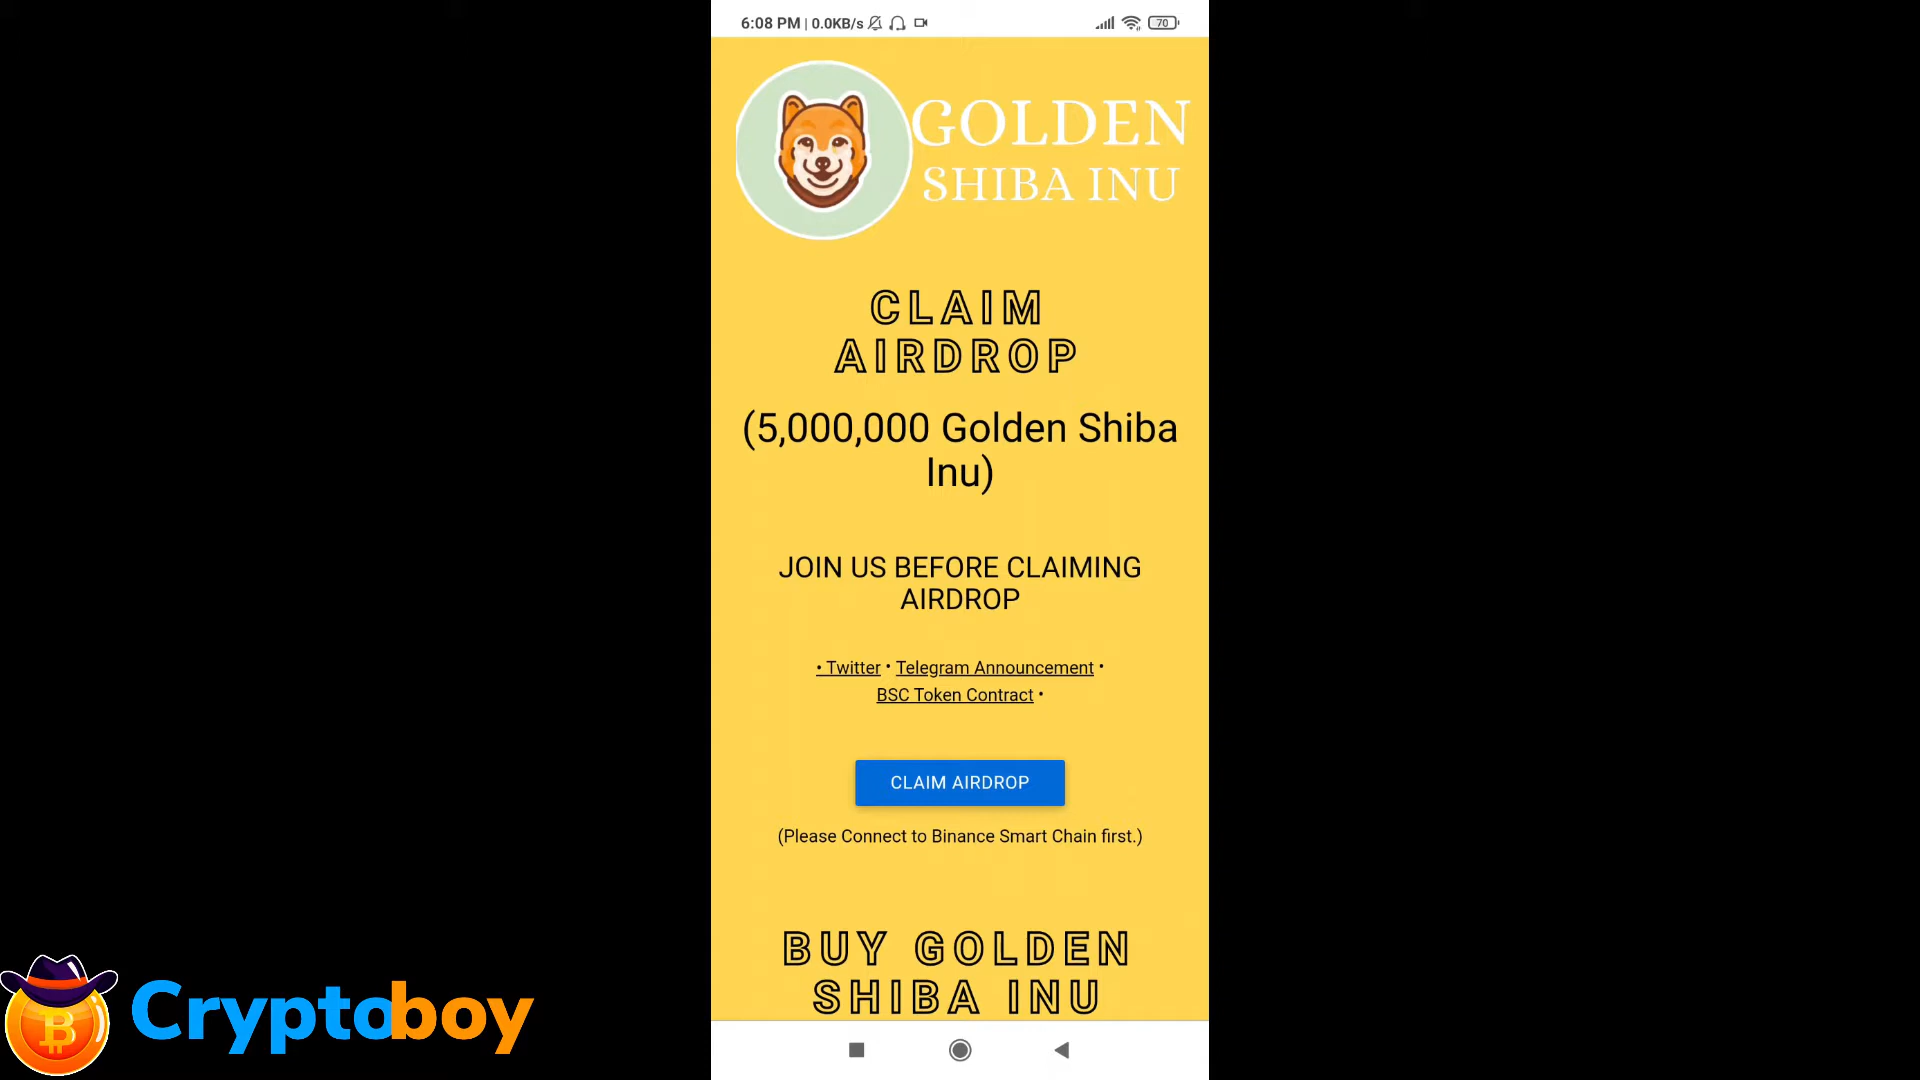 6:08 PM | 0.0KB/s
70
GOLDEN
SHIBA INU
CLAIM
AIRDROP
(5,000,000 Golden Shiba
Inu)
JOIN US BEFORE CLAIMING
AIRDROP
• Twitter • Telegram Announcement •
BSC Token Contract •
CLAIM AIRDROP
(Please Connect to Binance Smart Chain first.)
BUY GOLDEN
SHIBA INU
Cryptoboy